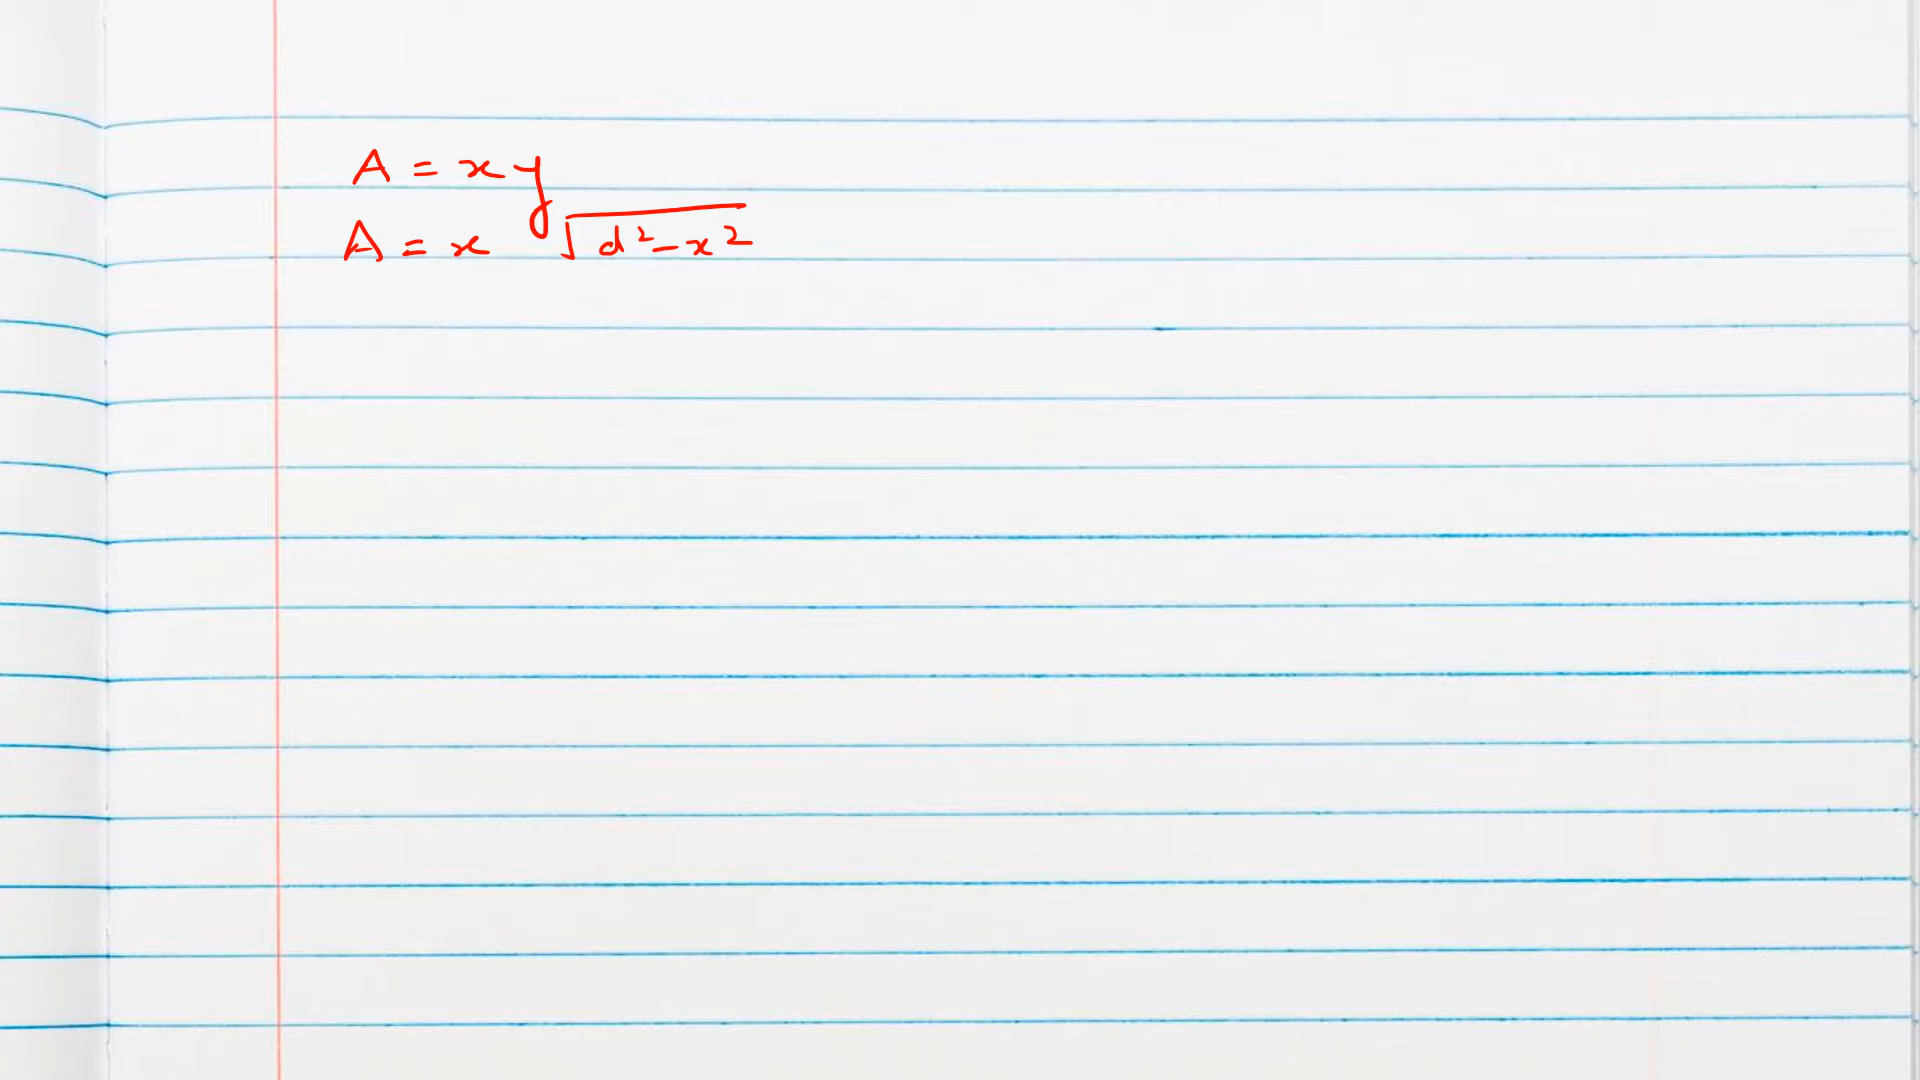 A = xy
A = x √(d²-x²)